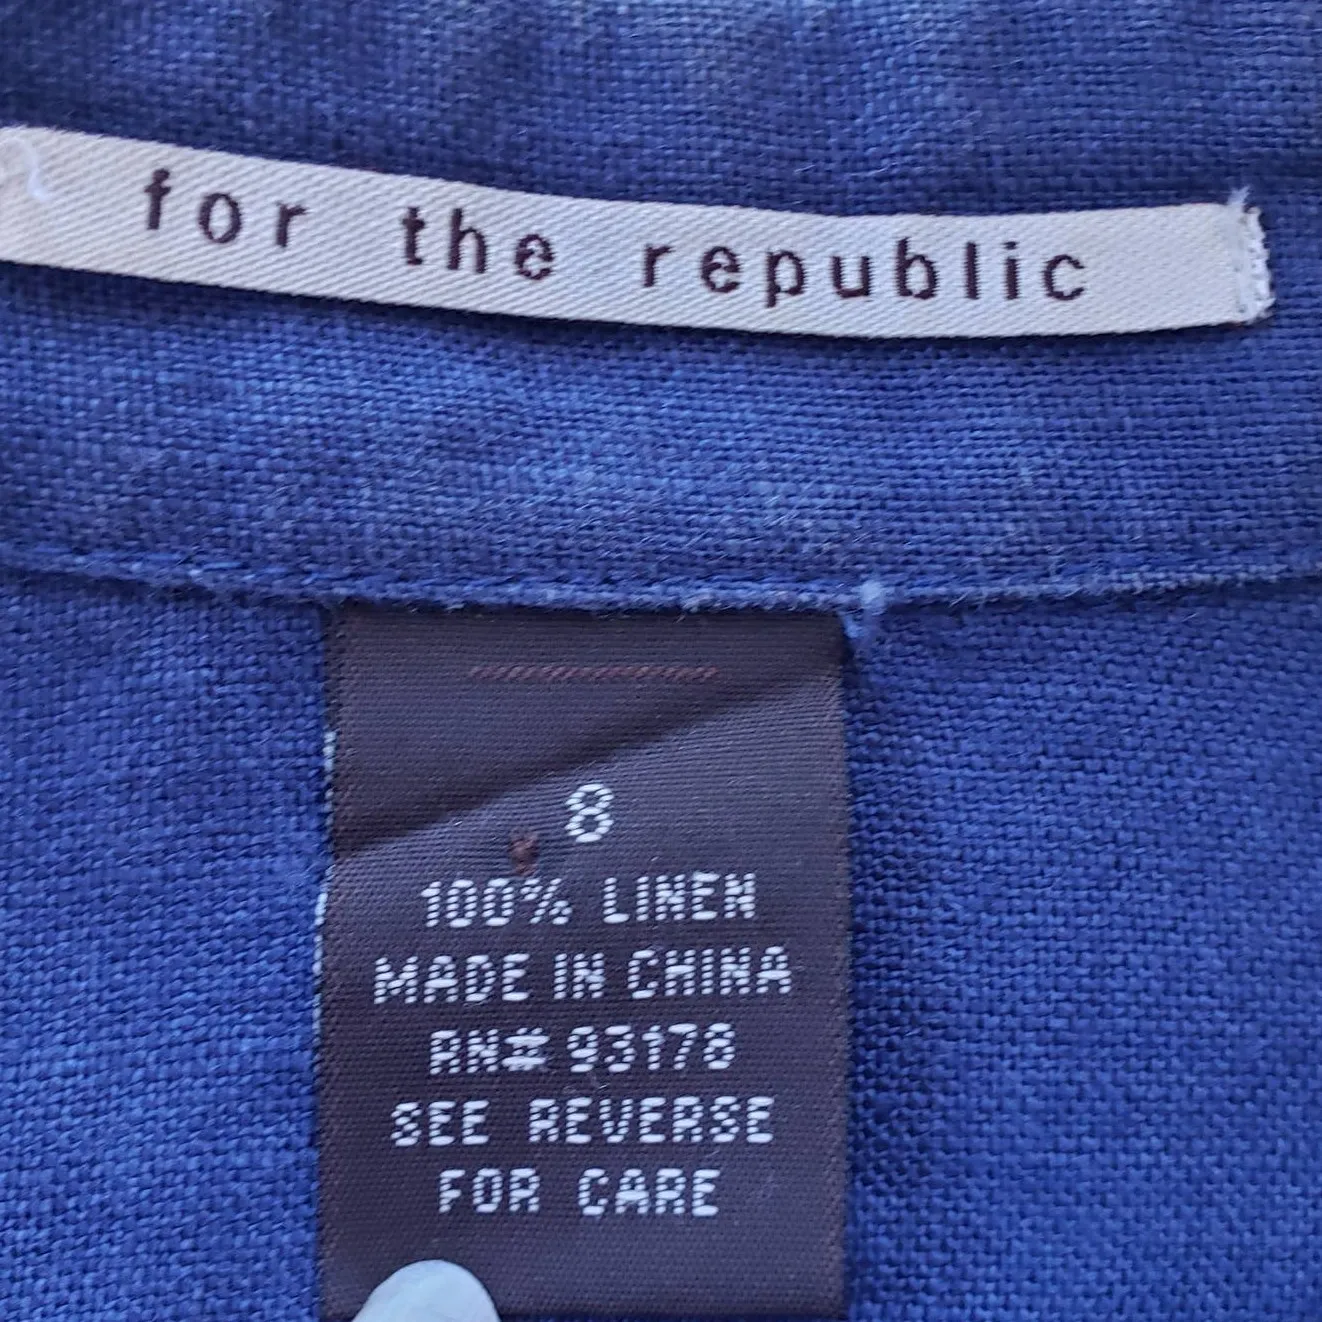 for the republic
8
100% LINEN
MADE IN CHINA
RN# 93178
SEE REVERSE
FOR CARE